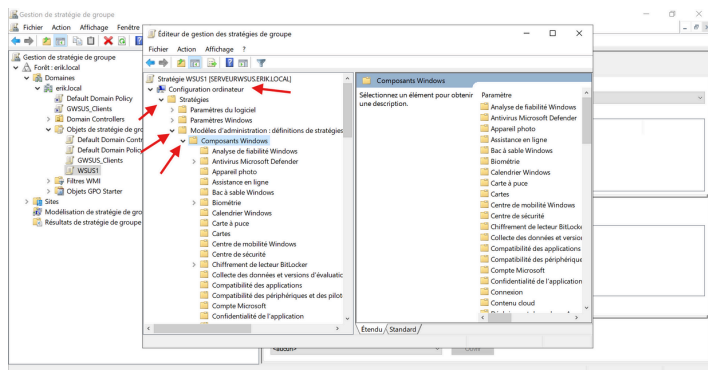 Gestion de stratégie de groupe
Fichier Action Affichage Fenêtre
Gestion de stratégie de groupe
Forêt : erik.local
Domaines
erik.local
Default Domain Policy
GWSUS_Clients
Domain Controllers
Objets de stratégie de gro
Default Domain Contr
Default Domain Polic
GWSUS_Clients
WSUS1
Filtres WMI
Objets GPO Starter
Sites
Modélisation de stratégie de gro
Résultats de stratégie de groupe
Éditeur de gestion des stratégies de groupe
Fichier Action Affichage ?
Stratégie WSUS1 [SERVEURWSUS.ERIK.LOCAL]
Configuration ordinateur
Stratégies
Paramètres du logiciel
Paramètres Windows
Modèles d'administration : définitions de stratégies
Composants Windows
Analyse de fiabilité Windows
Antivirus Microsoft Defender
Appareil photo
Assistance en ligne
Bac à sable Windows
Biométrie
Calendrier Windows
Carte à puce
Cartes
Centre de mobilité Windows
Centre de sécurité
Chiffrement de lecteur BitLocker
Collecte des données et versions d'évaluatic
Compatibilité des applications
Compatibilité des périphériques et des pilot
Compte Microsoft
Confidentialité de l'application
Composants Windows
Sélectionnez un élément pour obtenir
une description.
Paramètre
Analyse de fiabilité Windows
Antivirus Microsoft Defender
Appareil photo
Assistance en ligne
Bac à sable Windows
Biométrie
Calendrier Windows
Carte à puce
Cartes
Centre de mobilité Windows
Centre de sécurité
Chiffrement de lecteur BitLocke
Collecte des données et version
Compatibilité des applications
Compatibilité des périphérique
Compte Microsoft
Confidentialité de l'application
Connexion
Contenu cloud
Étendu Standard
<aucun>